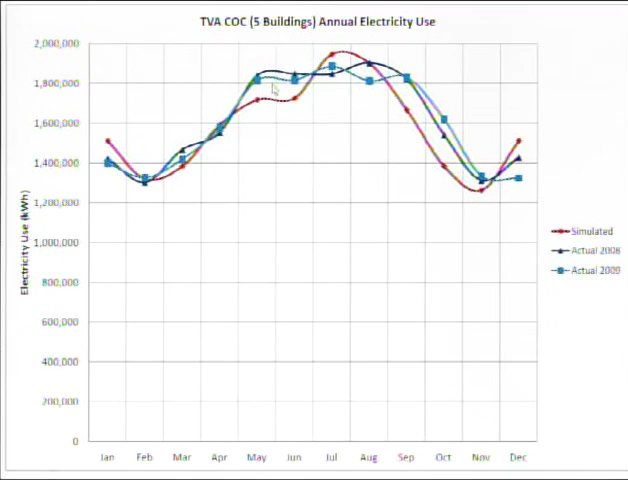 TVA COC (5 Buildings) Annual Electricity Use
Electricity Use (kWh)
2,000,000
1,800,000
1,600,000
1,400,000
1,200,000
1,000,000
800,000
600,000
400,000
200,000
0
Jan Feb Mar Apr May Jun Jul Aug Sep Oct Nov Dec
Simulated
Actual 2008
Actual 2009